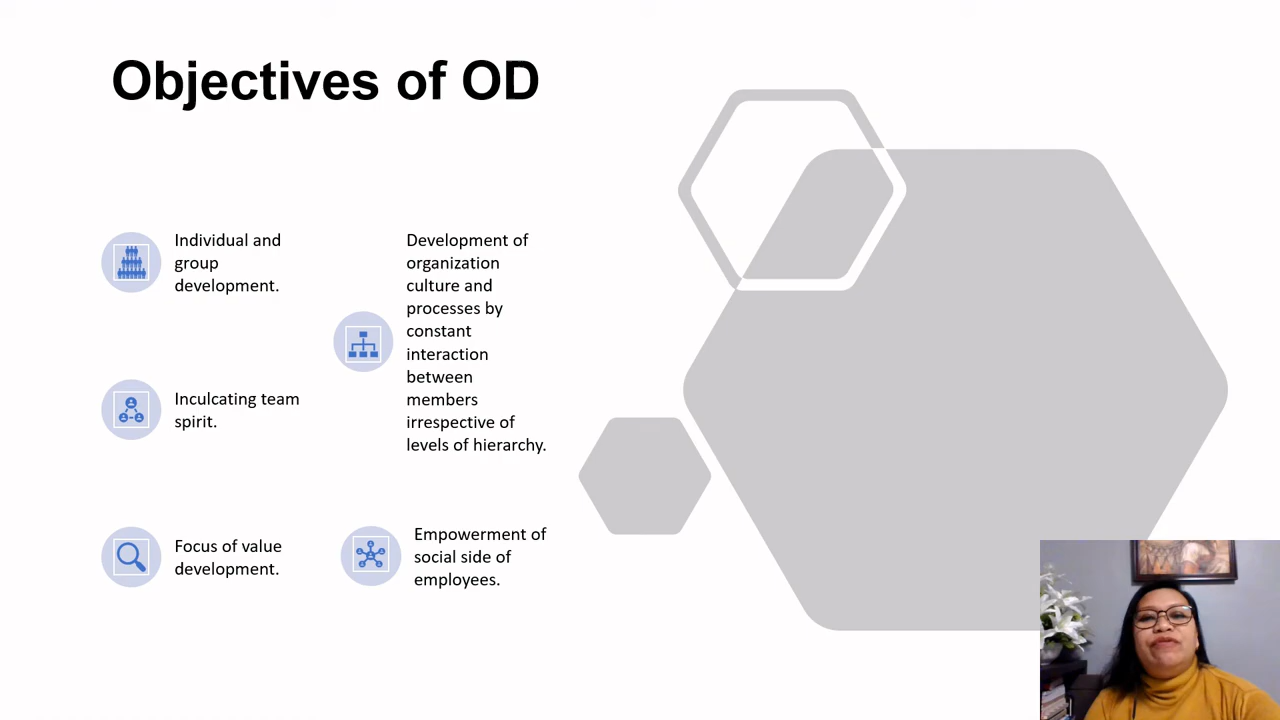 Objectives of OD
Individual and
group
development.
Development of
organization
culture and
processes by
constant
interaction
between
members
irrespective of
levels of hierarchy.
Inculcating team
spirit.
Focus of value
development.
Empowerment of
social side of
employees.